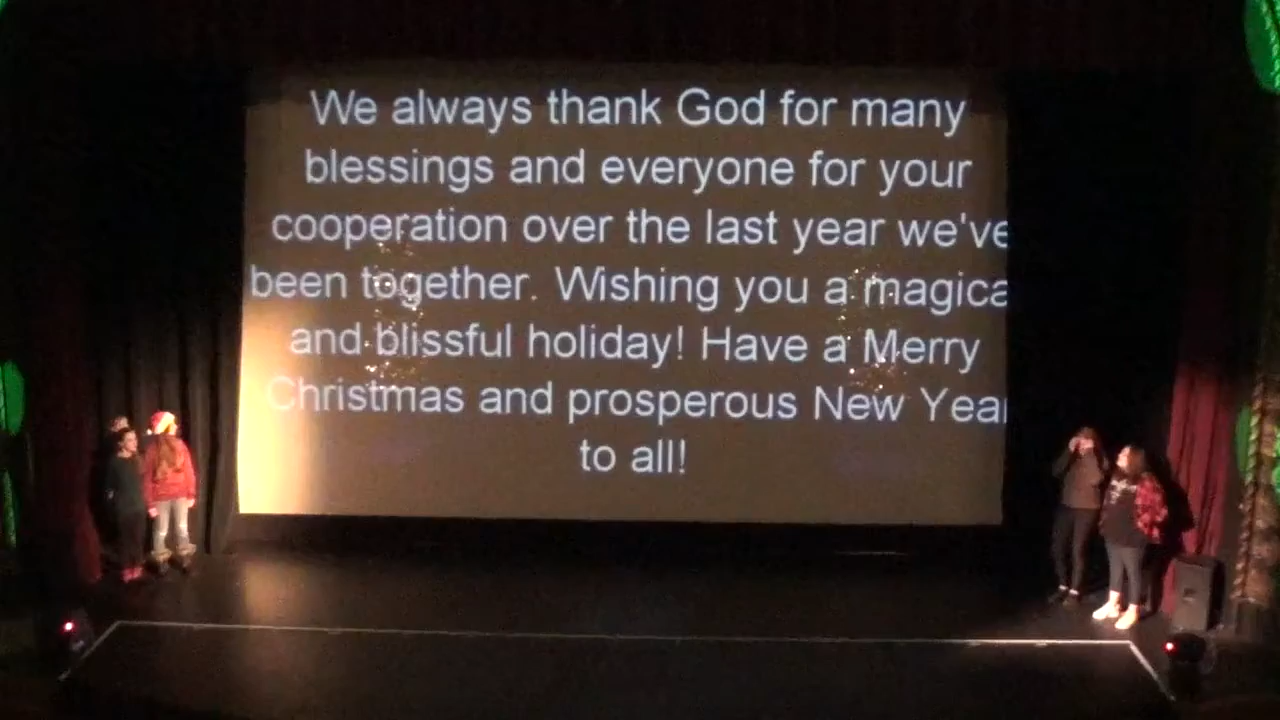 We always thank God for many
blessings and everyone for your
cooperation over the last year we've
been together. Wishing you a magica
and blissful holiday! Have a Merry
Christmas and prosperous New Year
to all!